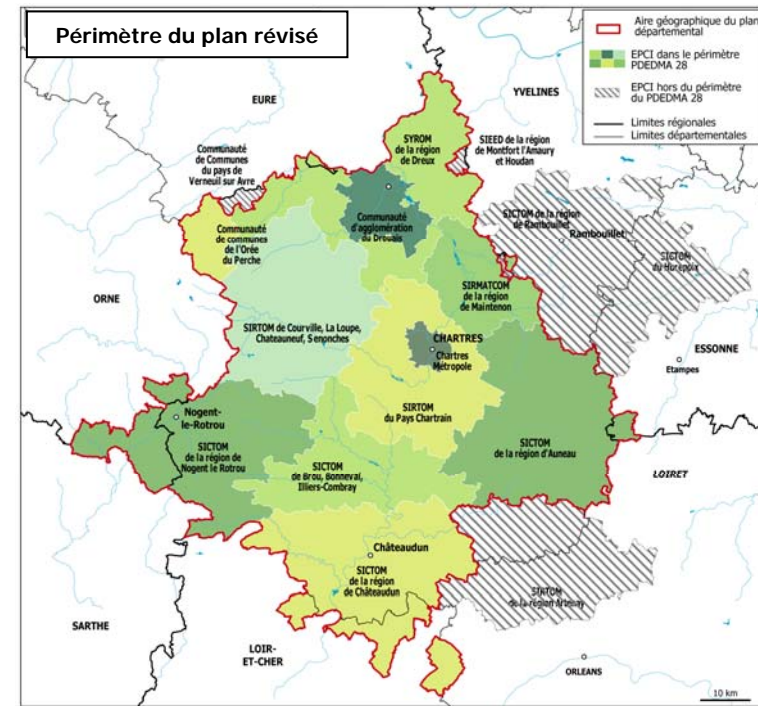 Périmètre du plan révisé
Aire géographique du plan
départemental
EPCI dans le périmètre
PDEDMA 28
EPCI hors du périmètre
du PDEDMA 28
Limites régionales
Limites départementales
EURE
YVELINES
Communauté
de Communes
du pays de
Verneuil sur Avre
SYROM
de la région
de Dreux
SIEED de la région
de Montfort l'Amaury
et Houdan
Communauté
d'agglomération
du Drouais
Communauté
de communes
de l'Orée
du Perche
SICTOM de la région
de Rambouillet
Rambouillet
SICTOM
du Hurepoix
ORNE
SIRMATCOM
de la région
de Maintenon
SIRTOM de Courville, La Loupe,
Chateauneuf, Senonches
CHARTRES
Chartres
Métropole
ESSONNE
Etampes
Nogent-
le-Rotrou
SIRTOM
du Pays Chartrain
SICTOM
de la région de
Nogent le Rotrou
SICTOM
de la région d'Auneau
SICTOM
de Brou, Bonneval,
Illiers-Combray
LOIRET
Châteaudun
SICTOM
de la région
de Châteaudun
SIRTOM
de la région Artenay
SARTHE
LOIR-
ET-CHER
ORLEANS
10 km